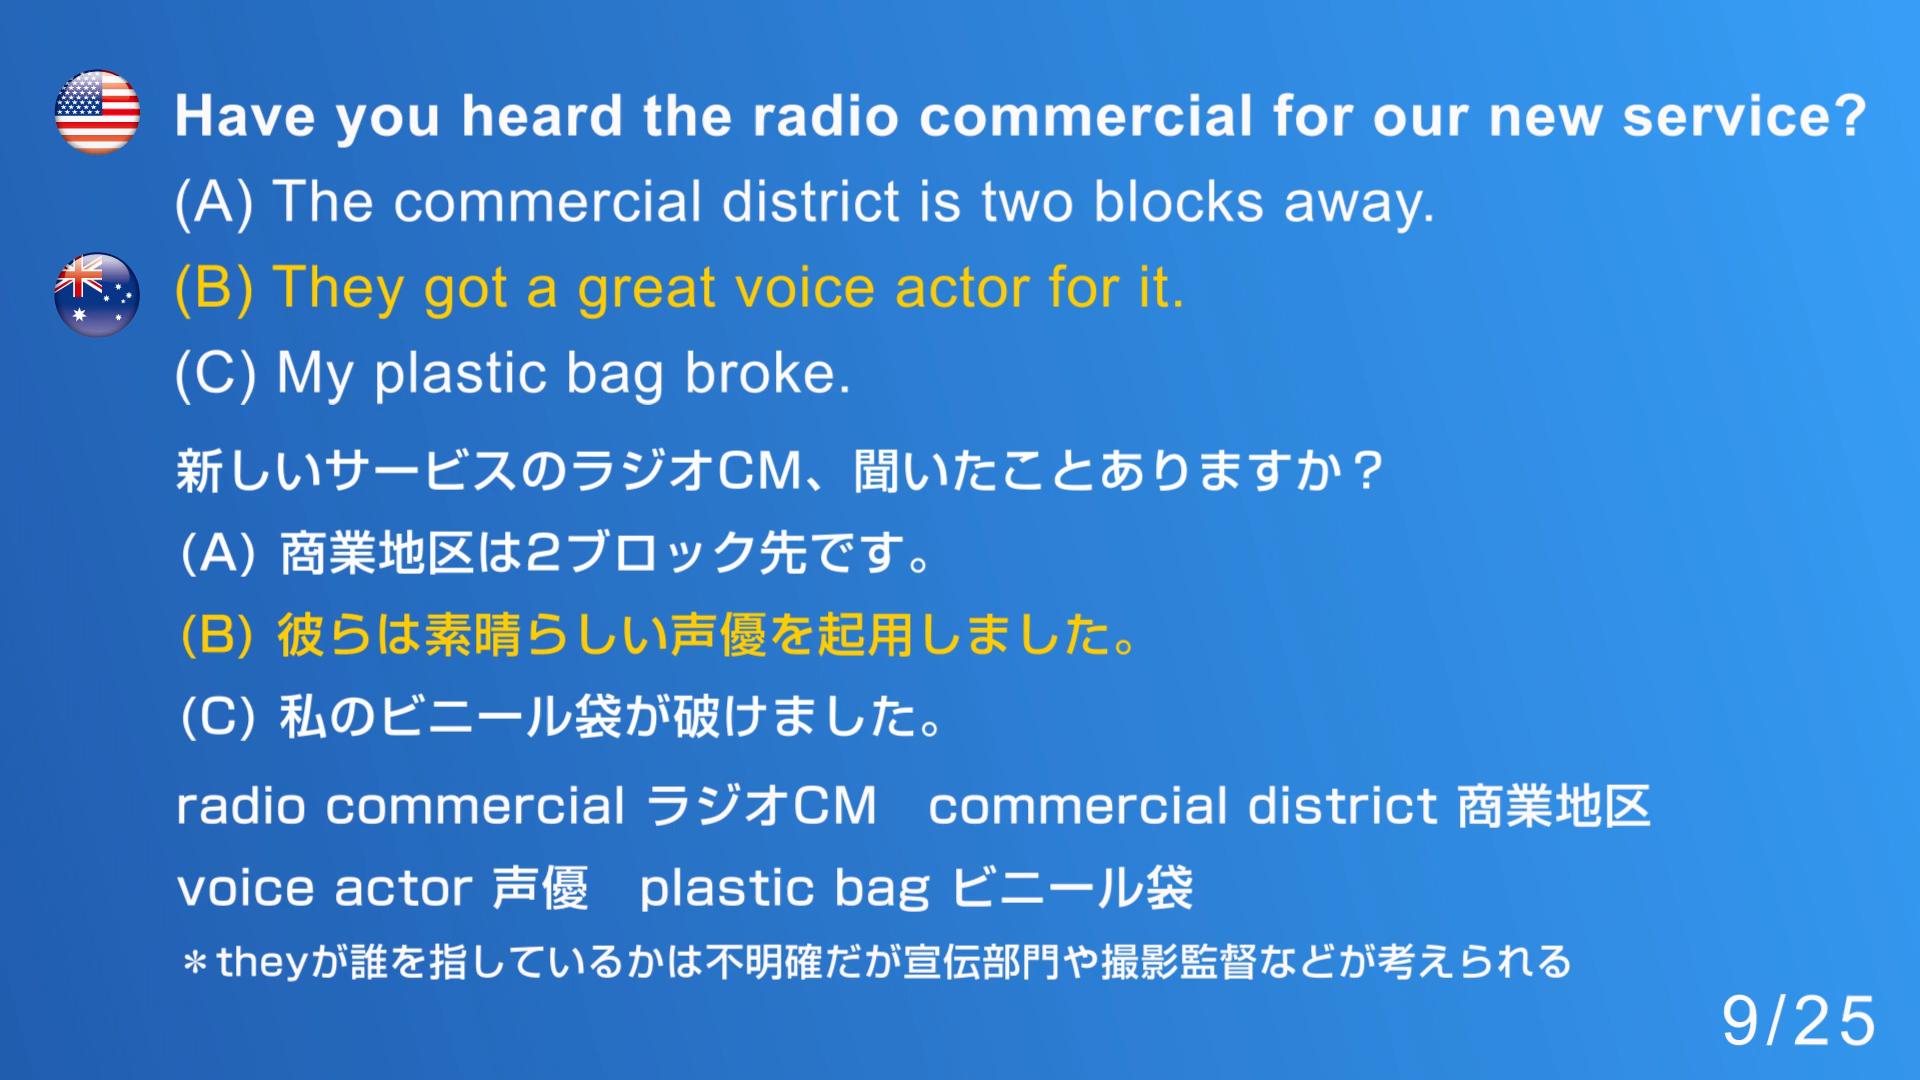 Have you heard the radio commercial for our new service?
(A) The commercial district is two blocks away.
(B) They got a great voice actor for it.
(C) My plastic bag broke.
新しいサービスのラジオCM、聞いたことありますか？
(A) 商業地区は2ブロック先です。
(B) 彼らは素晴らしい声優を起用しました。
(C) 私のビニール袋が破けました。
radio commercial ラジオCM　commercial district 商業地区
voice actor 声優　plastic bag ビニール袋
＊theyが誰を指しているかは不明確だが宣伝部門や撮影監督などが考えられる
9/25